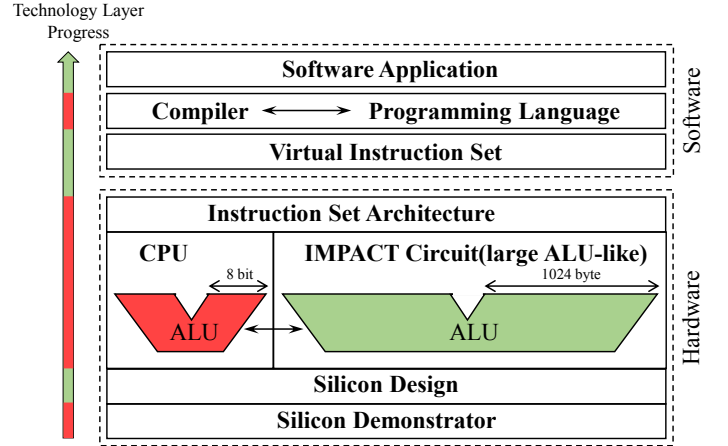 Technology Layer
Progress
Software Application
Compiler Programming Language
Virtual Instruction Set
Software
Instruction Set Architecture
CPU IMPACT Circuit(large ALU-like)
8 bit 1024 byte
ALU ALU
Hardware
Silicon Design
Silicon Demonstrator